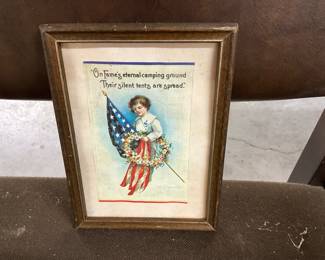 "On Fame's eternal camping ground
Their silent tents are spread."